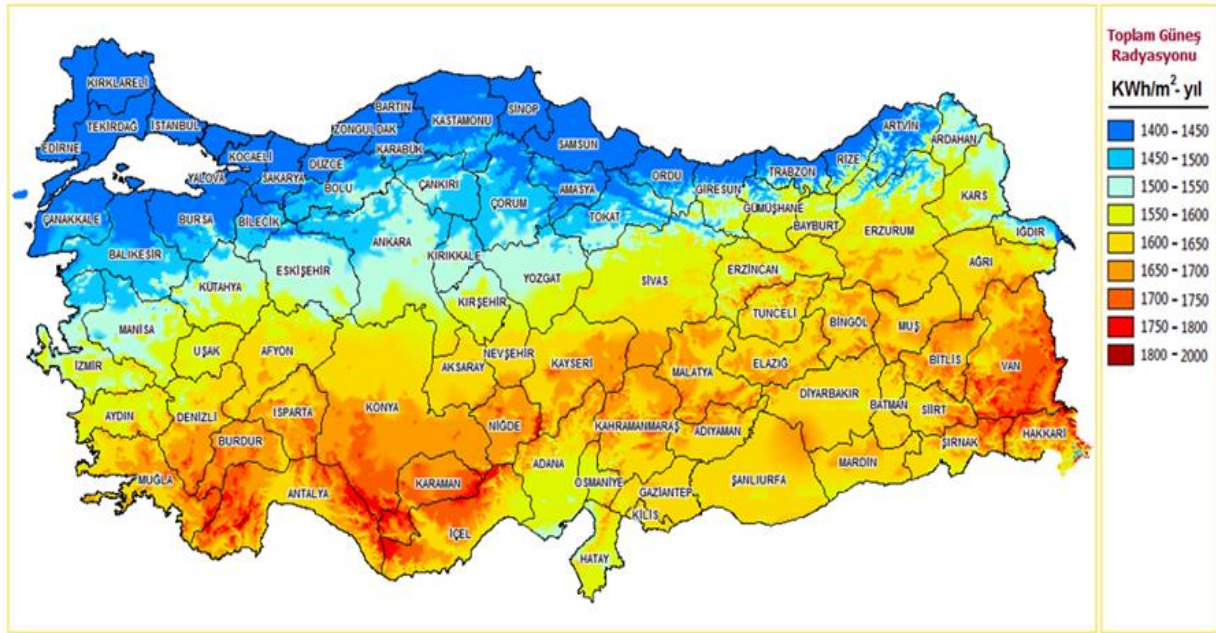 Toplam Güneş
Radyasyonu
KWh/m²- yıl
1400 - 1450
1450 - 1500
1500 - 1550
1550 - 1600
1600 - 1650
1650 - 1700
1700 - 1750
1750 - 1800
1800 - 2000
KIRKLARELİ
TEKİRDAĞ
İSTANBUL
EDİRNE
KOCAELİ
YALOVA
SAKARYA
DÜZCE
ZONGULDAK
BARTIN
KARABÜK
KASTAMONU
SİNOP
SAMSUN
BOLU
ÇANKIRI
ÇORUM
AMASYA
TOKAT
ORDU
GİRESUN
TRABZON
RİZE
ARTVİN
ARDAHAN
KARS
GÜMÜŞHANE
BAYBURT
ERZURUM
IĞDIR
AĞRI
ÇANAKKALE
BURSA
BİLECİK
BALIKESİR
ESKİŞEHİR
ANKARA
KIRIKKALE
YOZGAT
SİVAS
ERZİNCAN
KÜTAHYA
KIRŞEHİR
TUNCELİ
BİNGÖL
MUŞ
MANİSA
UŞAK
AFYON
AKSARAY
NEVŞEHİR
KAYSERİ
MALATYA
ELAZIĞ
BİTLİS
VAN
İZMİR
AYDIN
DENİZLİ
ISPARTA
KONYA
NİĞDE
KAHRAMANMARAŞ
ADIYAMAN
DİYARBAKIR
BATMAN
SİİRT
ŞIRNAK
HAKKARİ
BURDUR
MUĞLA
ANTALYA
KARAMAN
İÇEL
ADANA
OSMANİYE
GAZİANTEP
KİLİS
ŞANLIURFA
MARDİN
HATAY